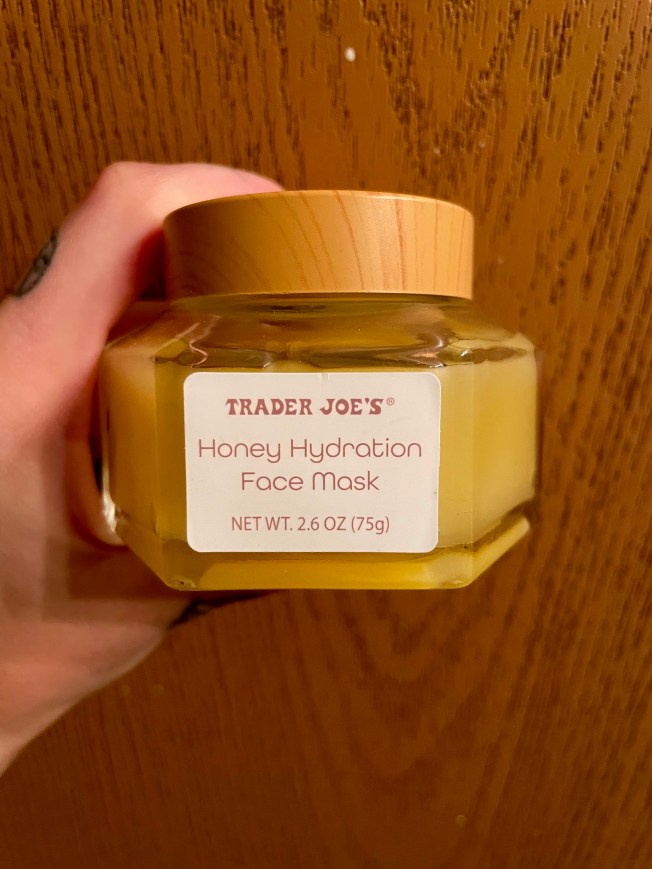 TRADER JOE'S®
Honey Hydration
Face Mask
NET WT. 2.6 OZ (75g)